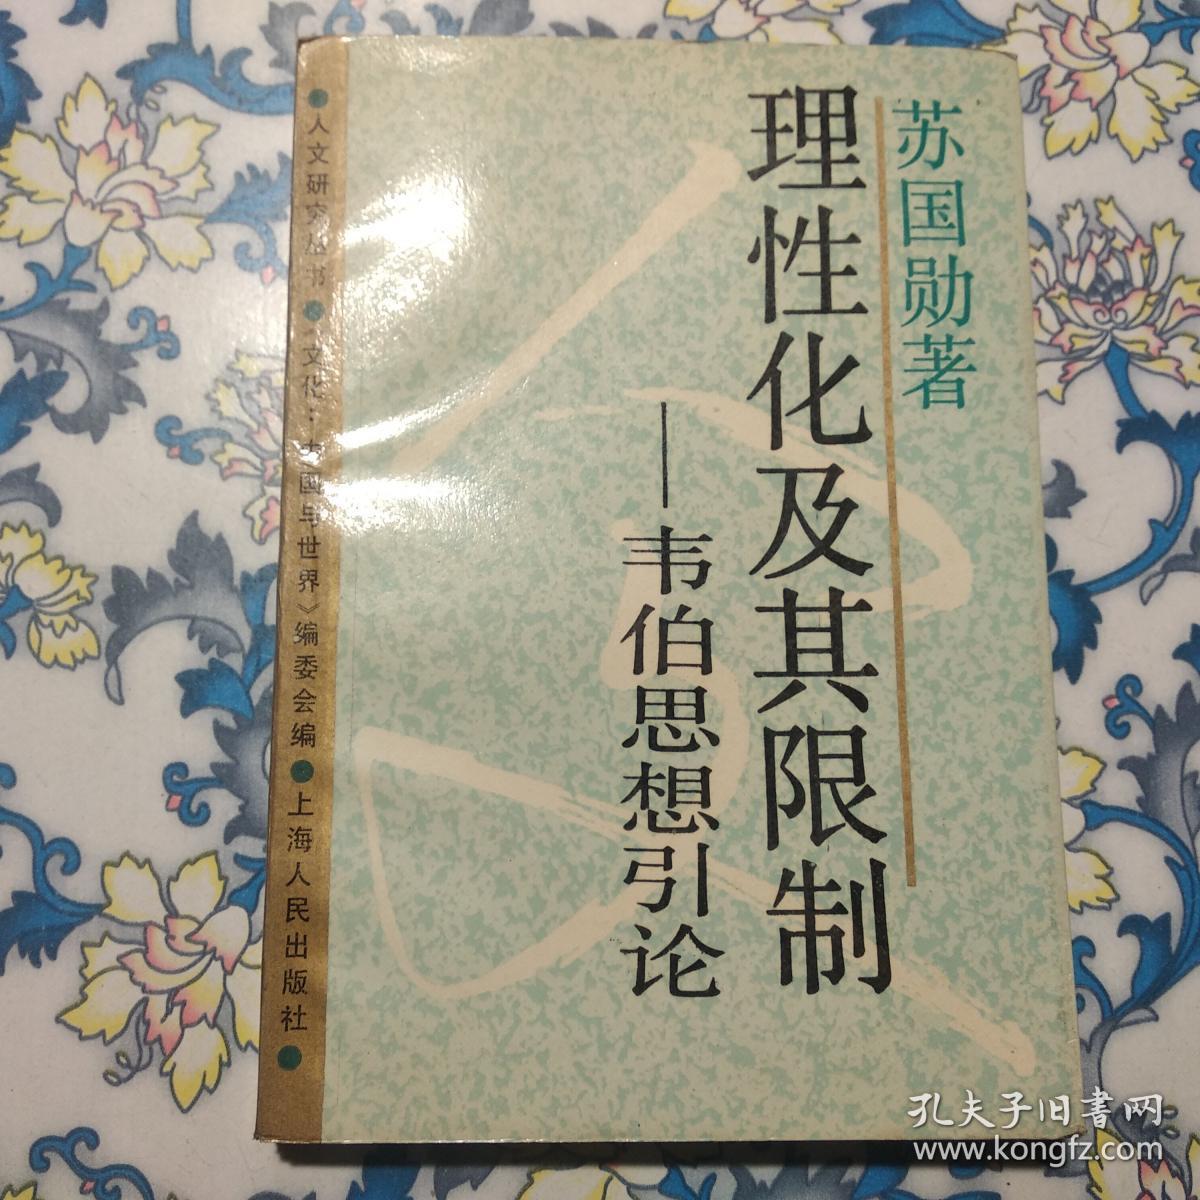 苏国勋著
理性化及其限制
——韦伯思想引论
人文研究丛书●《文化：中国与世界》编委会编●上海人民出版社●
孔夫子旧书网
www.kongfz.com